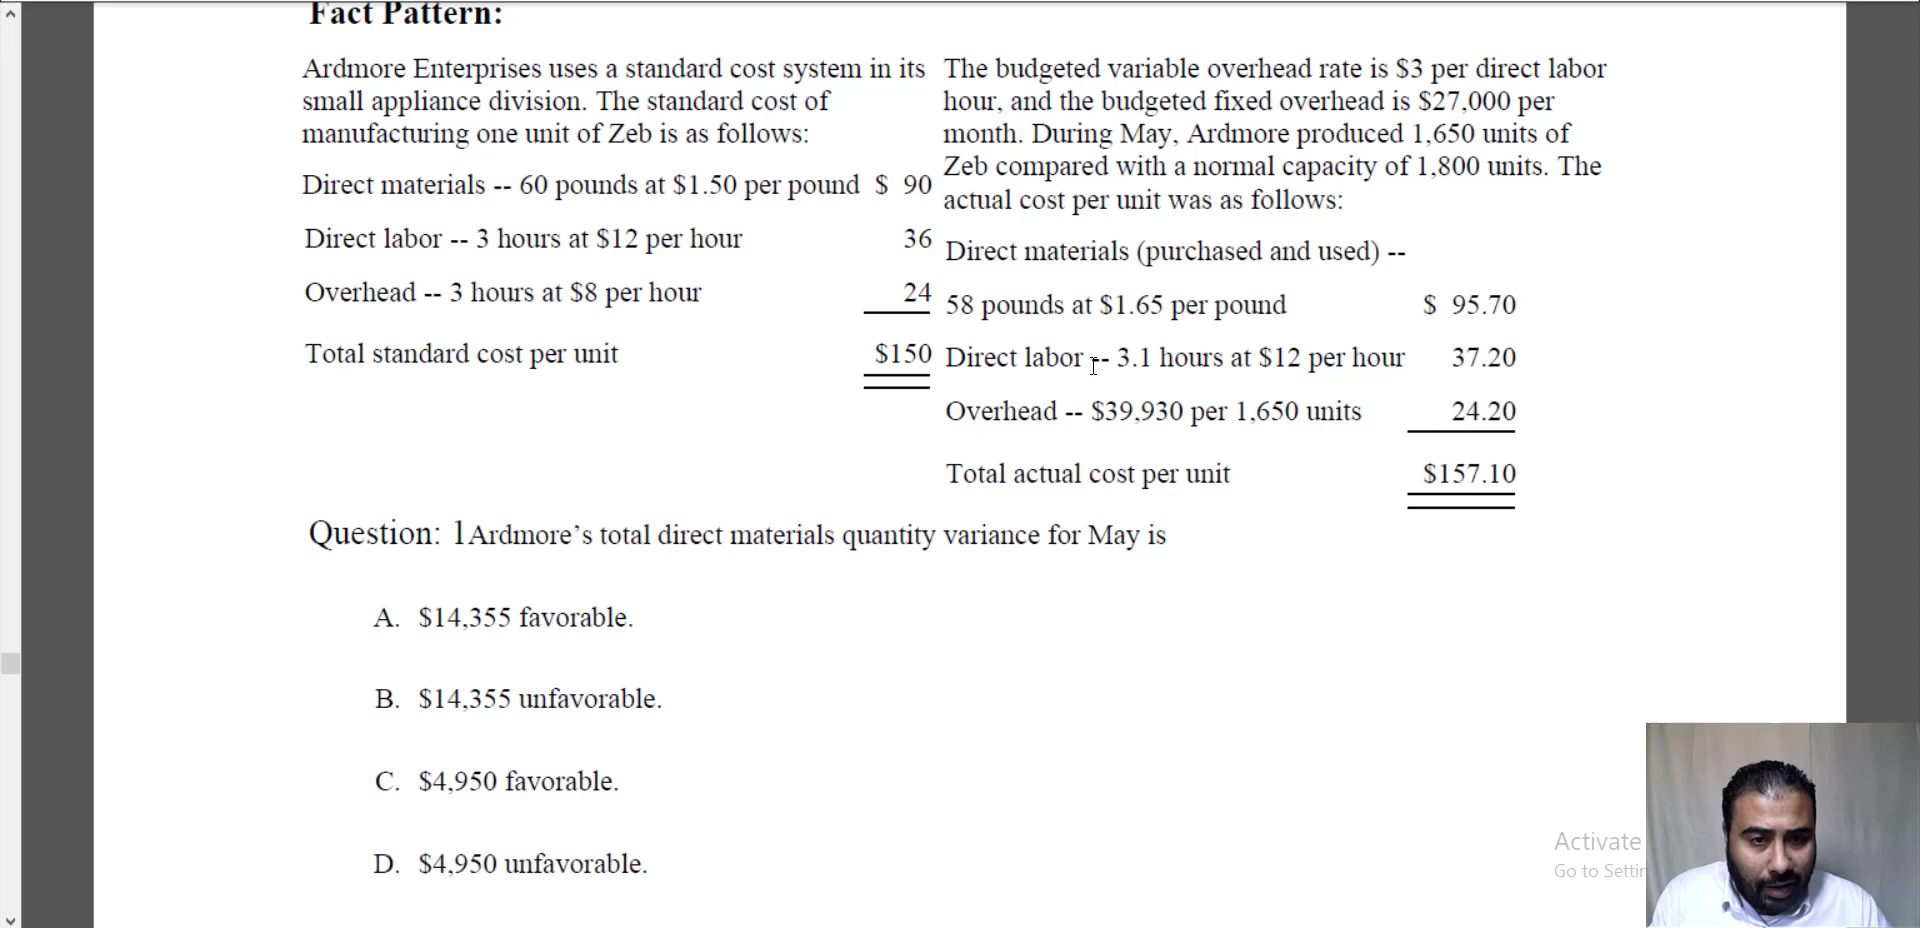 Fact Pattern:
Ardmore Enterprises uses a standard cost system in its
small appliance division. The standard cost of
manufacturing one unit of Zeb is as follows:
Direct materials -- 60 pounds at $1.50 per pound $ 90
Direct labor -- 3 hours at $12 per hour 36
Overhead -- 3 hours at $8 per hour 24
Total standard cost per unit $150
The budgeted variable overhead rate is $3 per direct labor
hour, and the budgeted fixed overhead is $27,000 per
month. During May, Ardmore produced 1,650 units of
Zeb compared with a normal capacity of 1,800 units. The
actual cost per unit was as follows:
Direct materials (purchased and used) --
58 pounds at $1.65 per pound $ 95.70
Direct labor -- 3.1 hours at $12 per hour 37.20
Overhead -- $39,930 per 1,650 units 24.20
Total actual cost per unit $157.10
Question: 1 Ardmore's total direct materials quantity variance for May is
A. $14,355 favorable.
B. $14,355 unfavorable.
C. $4,950 favorable.
D. $4,950 unfavorable.
Activate
Go to Settin